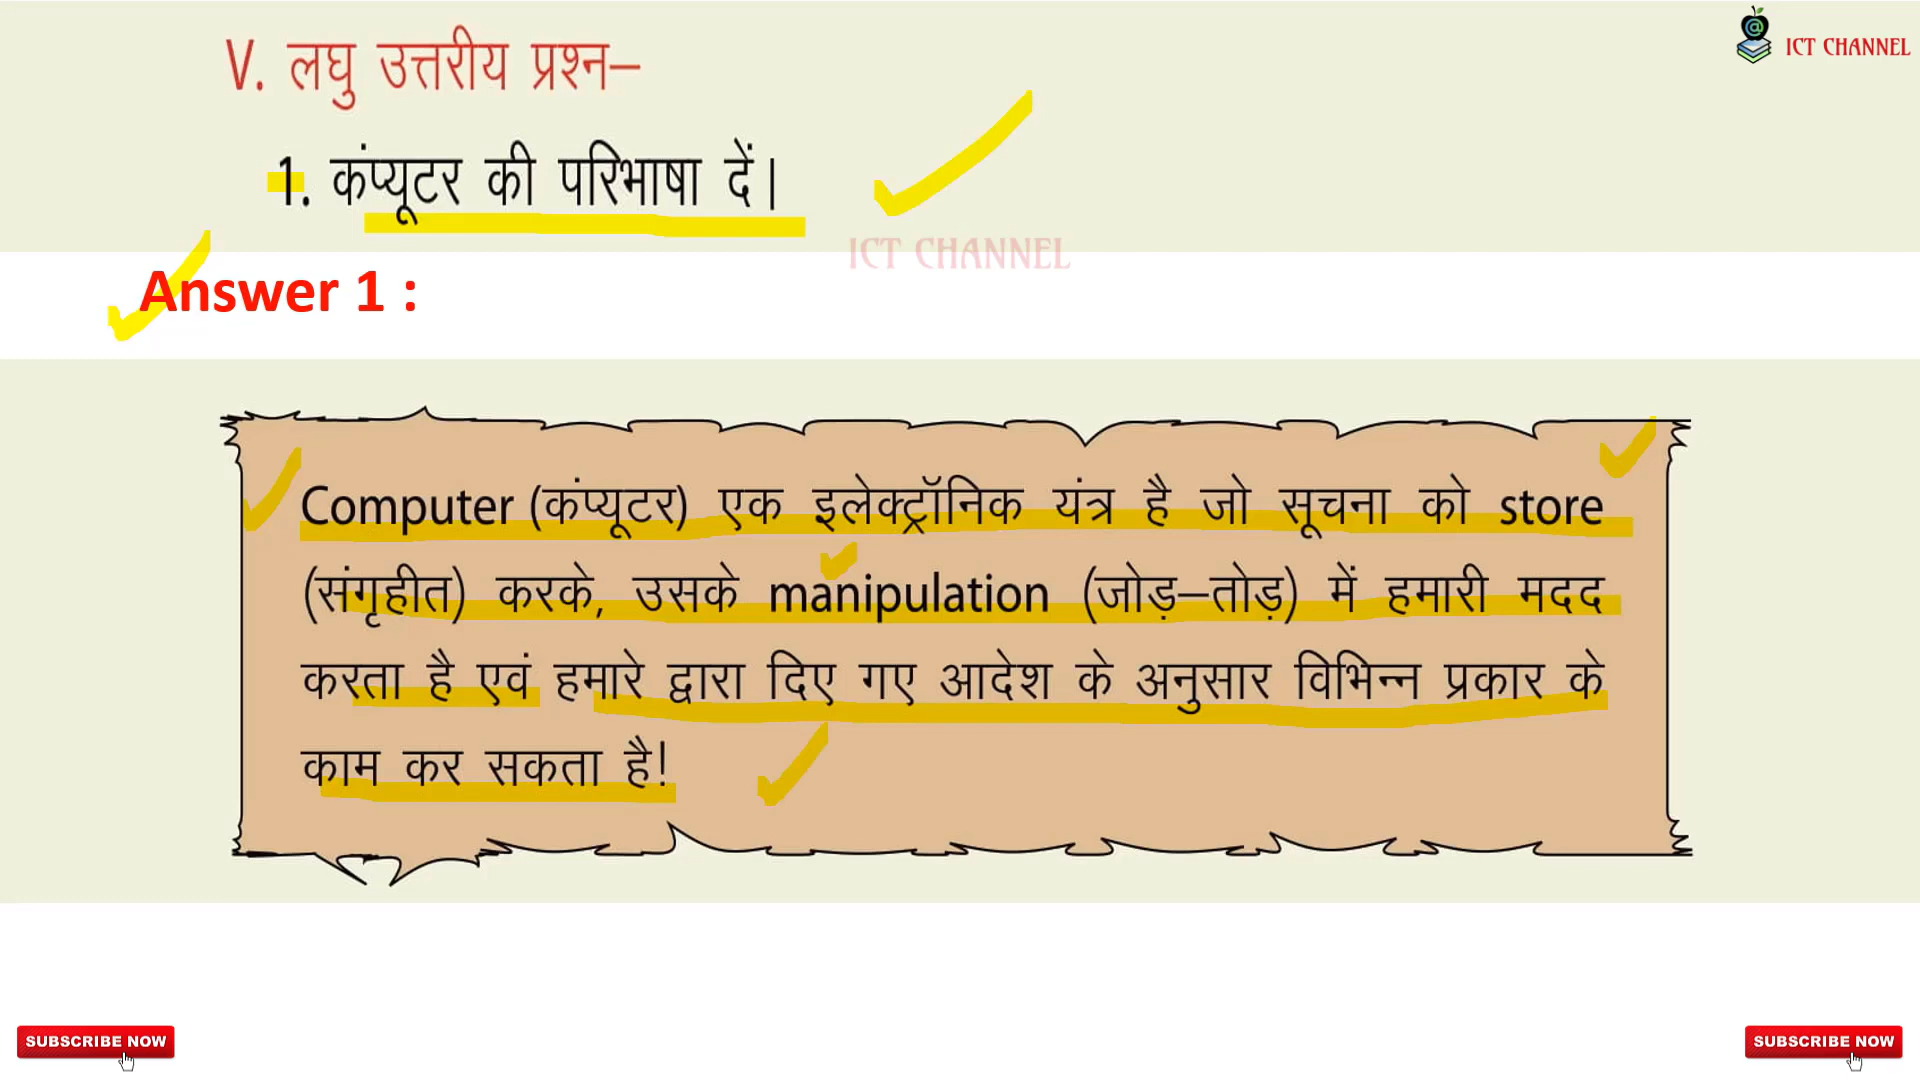 ICT CHANNEL
V. लघु उत्तरीय प्रश्न–
1. कंप्यूटर की परिभाषा दें।
ICT CHANNEL
Answer 1 :
Computer (कंप्यूटर) एक इलेक्ट्रॉनिक यंत्र है जो सूचना को store
(संगृहीत) करके, उसके manipulation (जोड़–तोड़) में हमारी मदद
करता है एवं हमारे द्वारा दिए गए आदेश के अनुसार विभिन्न प्रकार के
काम कर सकता है!
SUBSCRIBE NOW
SUBSCRIBE NOW